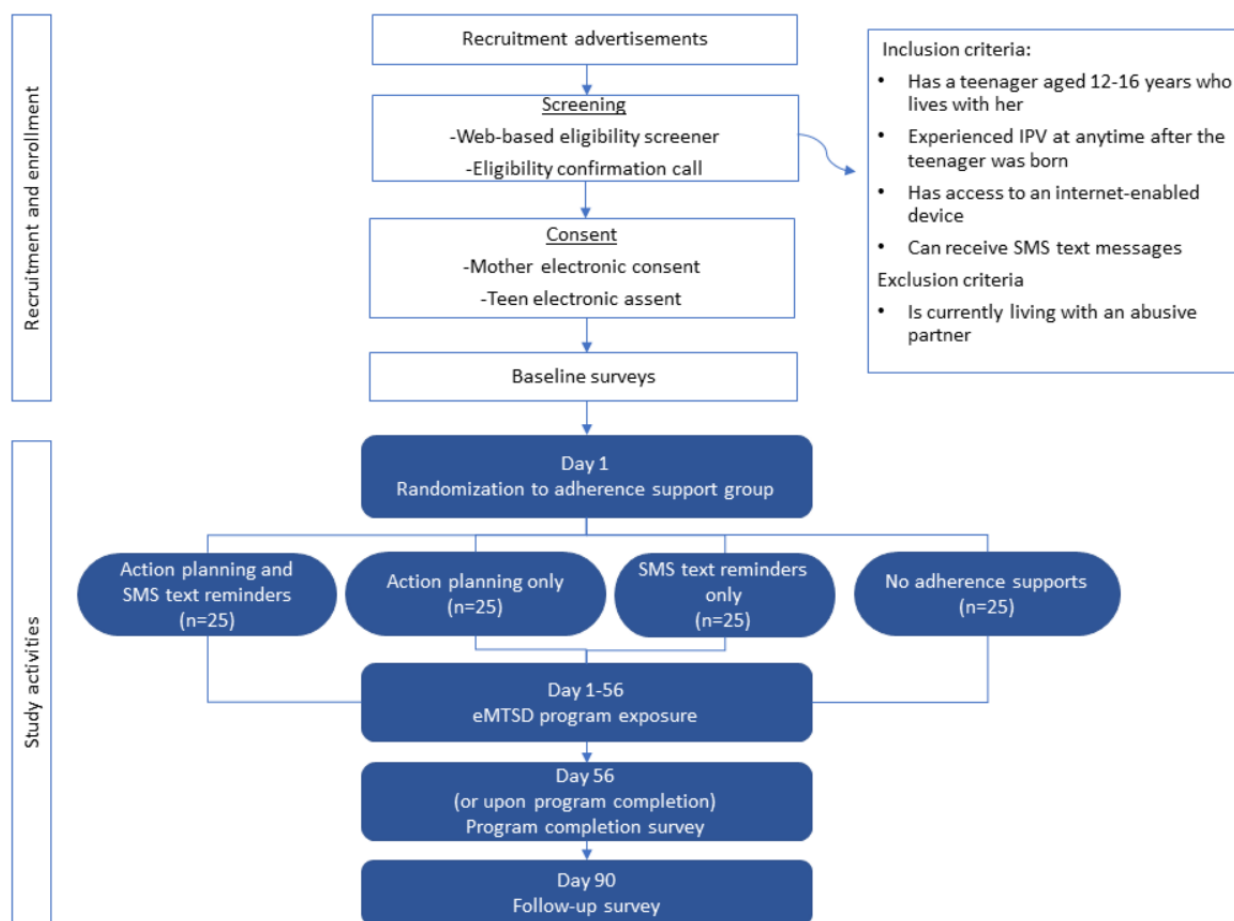 Recruitment and enrollment
Recruitment advertisements
Screening
-Web-based eligibility screener
-Eligibility confirmation call
Inclusion criteria:
• Has a teenager aged 12-16 years who
lives with her
• Experienced IPV at anytime after the
teenager was born
• Has access to an internet-enabled
device
• Can receive SMS text messages
Exclusion criteria
• Is currently living with an abusive
partner
Consent
-Mother electronic consent
-Teen electronic assent
Baseline surveys
Study activities
Day 1
Randomization to adherence support group
Action planning and
SMS text reminders
(n=25)
Action planning only
(n=25)
SMS text reminders
only
(n=25)
No adherence supports
(n=25)
Day 1-56
eMTSD program exposure
Day 56
(or upon program completion)
Program completion survey
Day 90
Follow-up survey